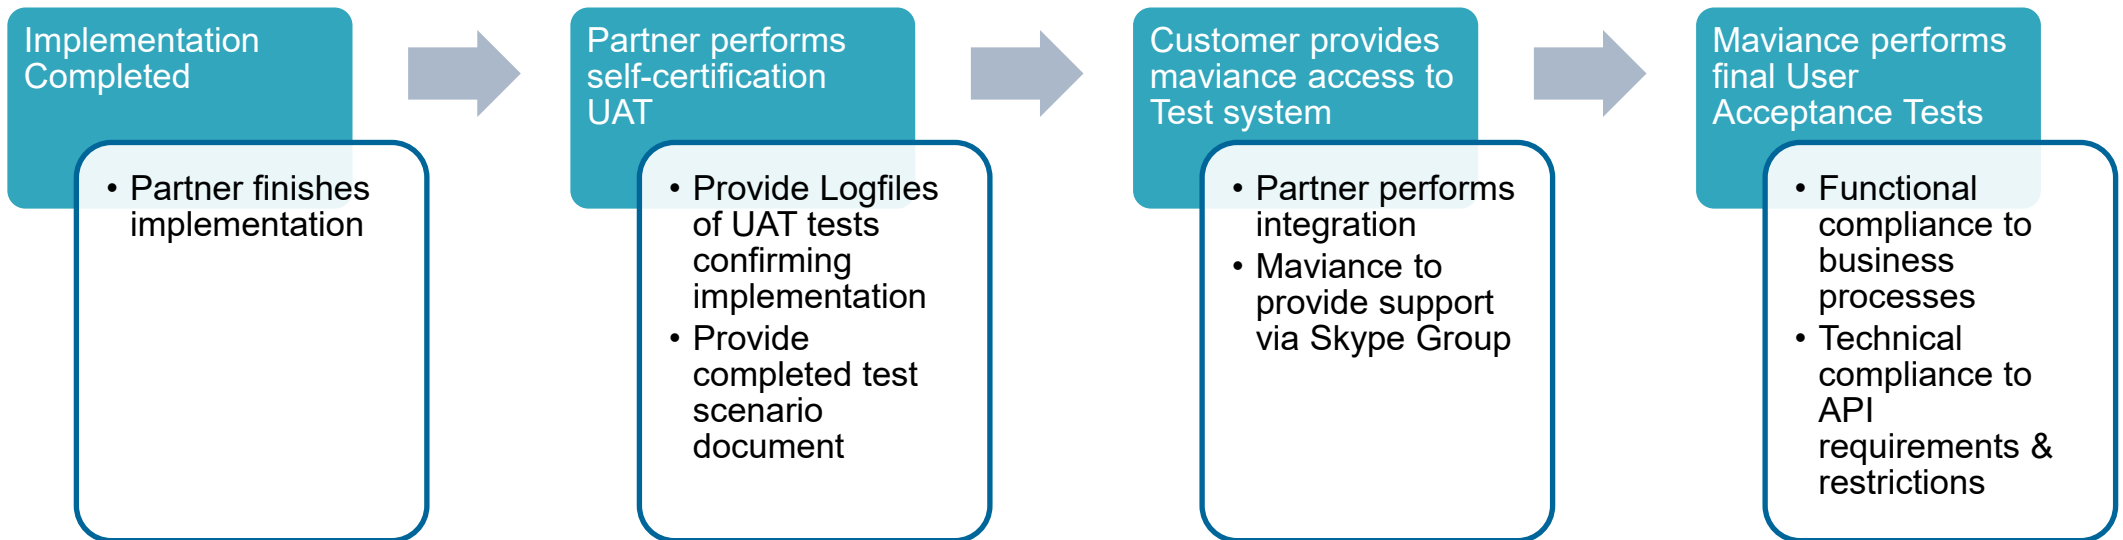 Implementation
Completed
• Partner finishes
implementation
Partner performs
self-certification
UAT
• Provide Logfiles
of UAT tests
confirming
implementation
• Provide
completed test
scenario
document
Customer provides
maviance access to
Test system
• Partner performs
integration
• Maviance to
provide support
via Skype Group
Maviance performs
final User
Acceptance Tests
• Functional
compliance to
business
processes
• Technical
compliance to
API
requirements &
restrictions